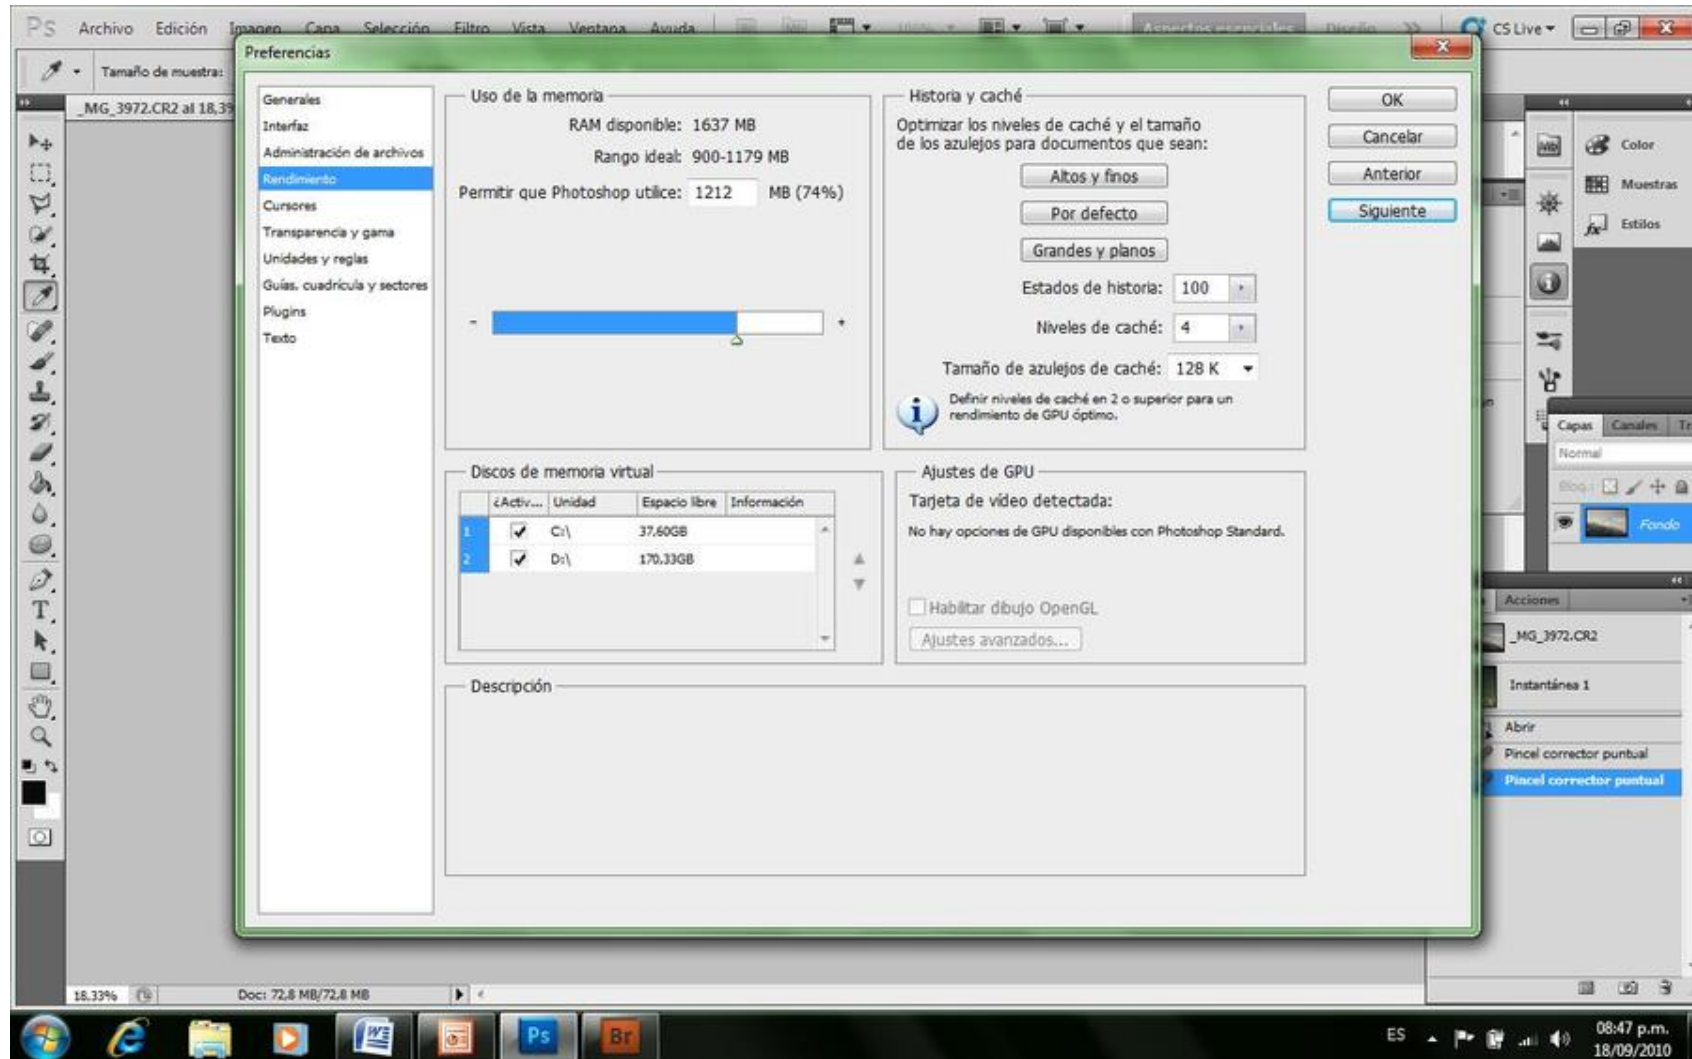 Ps Archivo Edición Imagen Capa Selección Filtro Vista Ventana Ayuda CS Live
Tamaño de muestra:
_MG_3972.CR2 al 18,39
Preferencias
Generales
Interfaz
Administración de archivos
Rendimiento
Cursores
Transparencia y gama
Unidades y reglas
Guías, cuadrícula y sectores
Plugins
Texto
Uso de la memoria
RAM disponible: 1637 MB
Rango ideal: 900-1179 MB
Permitir que Photoshop utilice: 1212 MB (74%)
- +
Historia y caché
Optimizar los niveles de caché y el tamaño
de los azulejos para documentos que sean:
Altos y finos
Por defecto
Grandes y planos
Estados de historia: 100
Niveles de caché: 4
Tamaño de azulejos de caché: 128 K
Definir niveles de caché en 2 o superior para un
rendimiento de GPU óptimo.
OK
Cancelar
Anterior
Siguiente
Discos de memoria virtual
¿Activ... Unidad Espacio libre Información
1 C:\ 37,60GB
2 D:\ 170,33GB
Ajustes de GPU
Tarjeta de vídeo detectada:
No hay opciones de GPU disponibles con Photoshop Standard.
Habilitar dibujo OpenGL
Ajustes avanzados...
Descripción
Color
Muestras
Estilos
Capas Canales Tr
Normal
Fondo
Acciones
_MG_3972.CR2
Instantánea 1
Abrir
Pincel corrector puntual
Pincel corrector puntual
18.33% Doc: 72,8 MB/72,8 MB
Ps Br ES 08:47 p.m.
18/09/2010